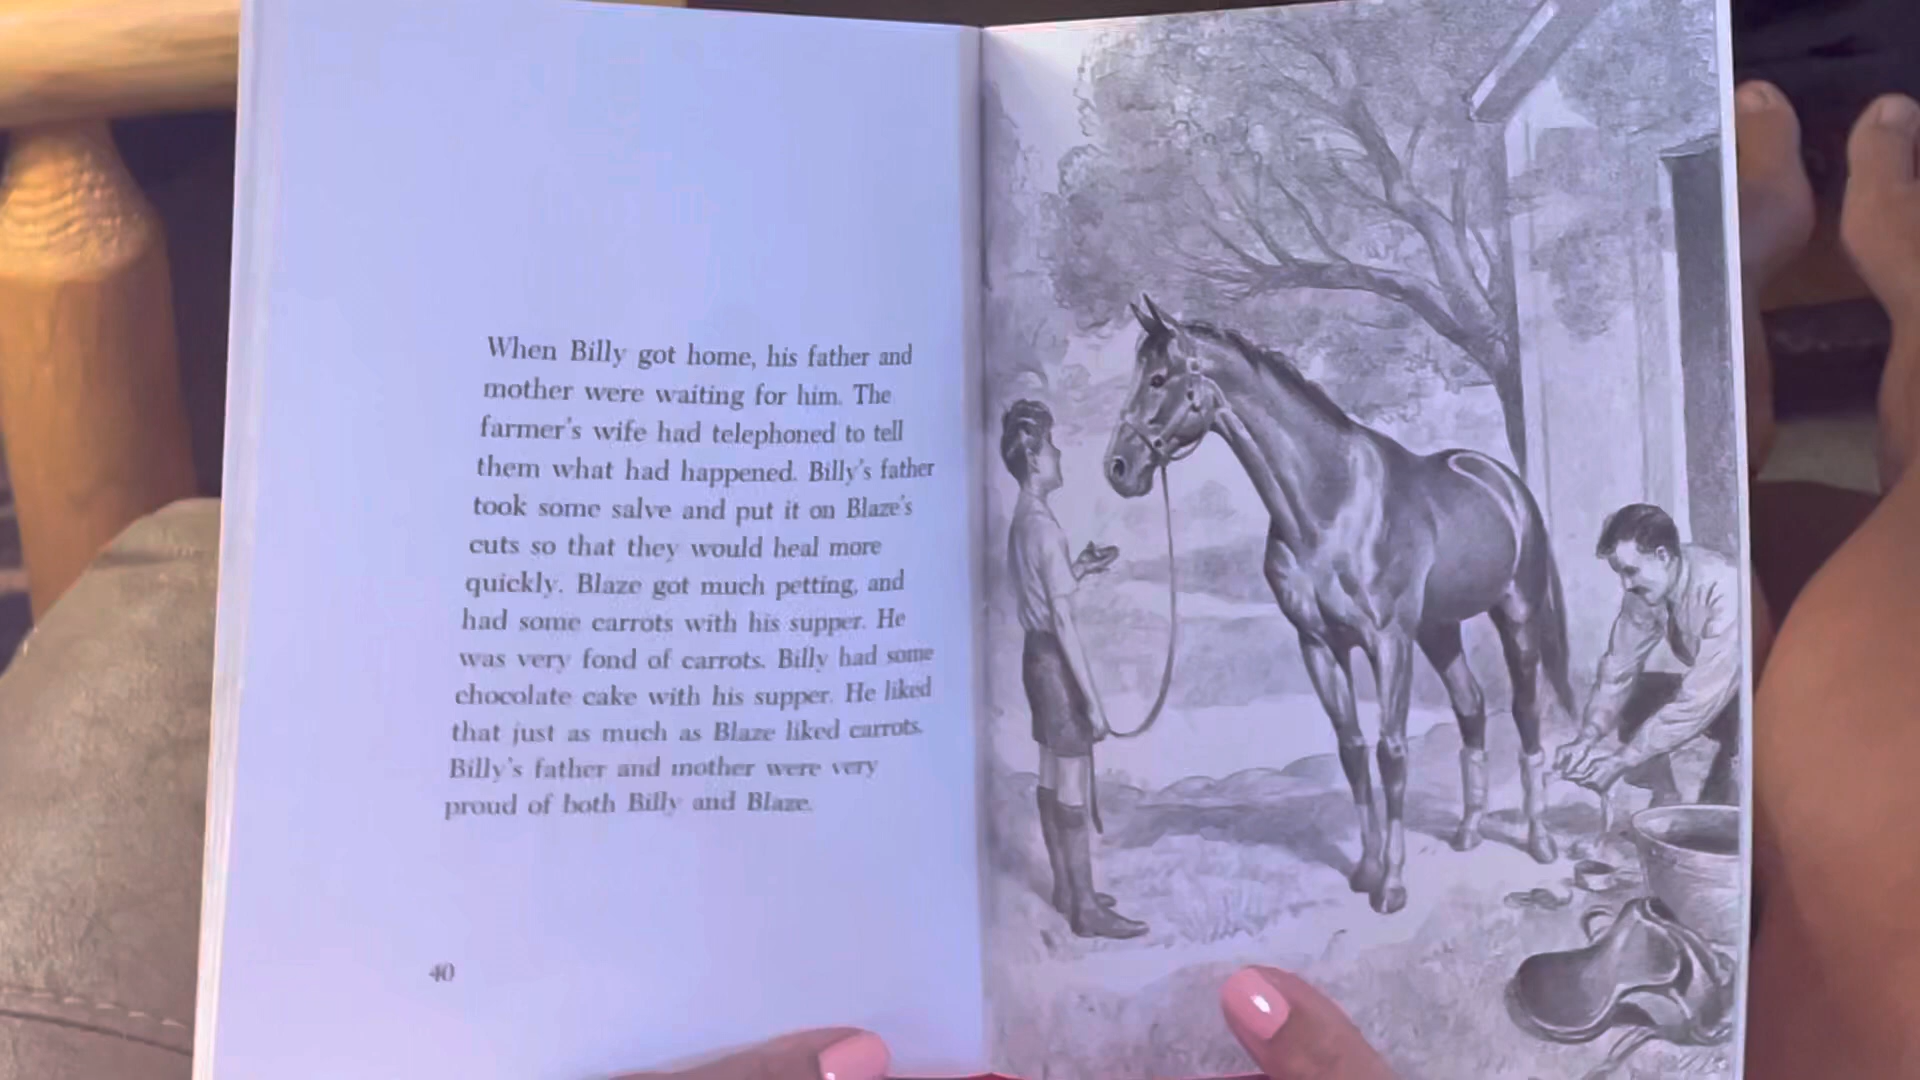 When Billy got home, his father and
mother were waiting for him. The
farmer's wife had telephoned to tell
them what had happened. Billy's father
took some salve and put it on Blaze's
cuts so that they would heal more
quickly. Blaze got much petting, and
had some carrots with his supper. He
was very fond of carrots. Billy had some
chocolate cake with his supper. He liked
that just as much as Blaze liked carrots.
Billy's father and mother were very
proud of both Billy and Blaze.
40